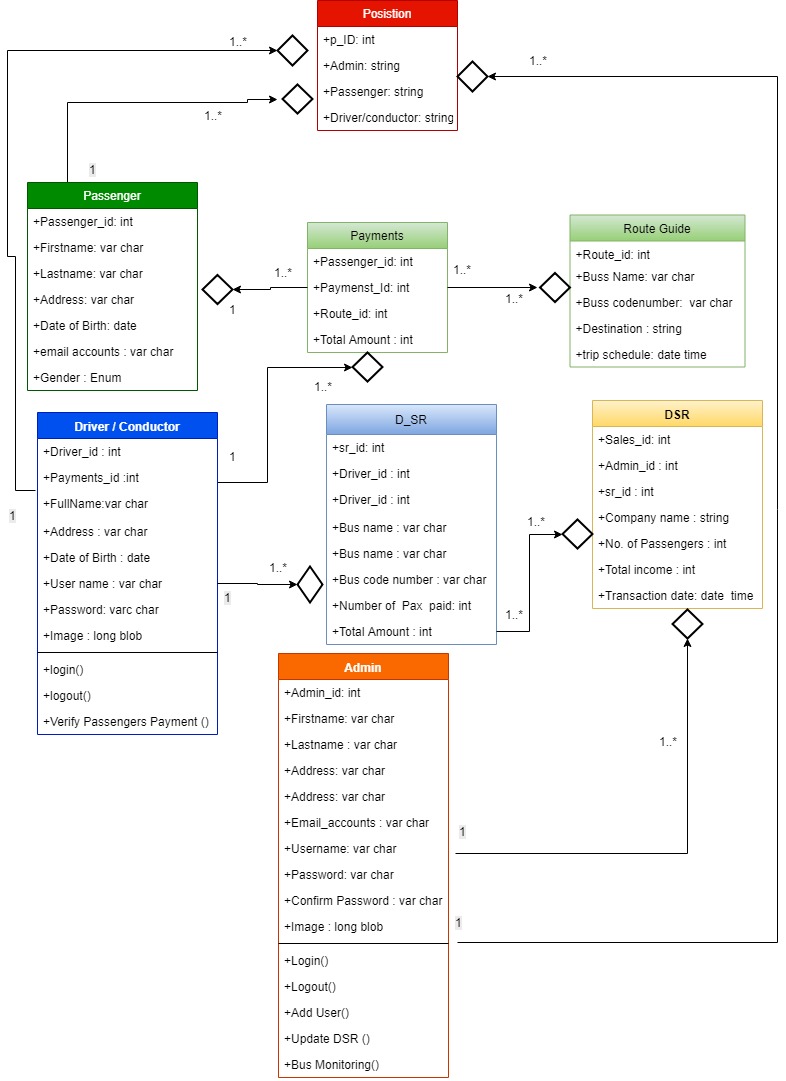 Posistion
+p_ID: int
+Admin: string
+Passenger: string
+Driver/conductor: string
1..*
1..*
1..*
1
Passenger
+Passenger_id: int
+Firstname: var char
+Lastname: var char
+Address: var char
+Date of Birth: date
+email accounts : var char
+Gender : Enum
1..*
1
Payments
+Passenger_id: int
+Paymenst_Id: int
+Route_id: int
+Total Amount : int
1..*
1..*
Route Guide
+Route_id: int
+Buss Name: var char
+Buss codenumber: var char
+Destination : string
+trip schedule: date time
1..*
1
1
Driver / Conductor
+Driver_id : int
+Payments_id :int
+FullName:var char
+Address : var char
+Date of Birth : date
+User name : var char
+Password: varc char
+Image : long blob
+login()
+logout()
+Verify Passengers Payment ()
1..*
1
D_SR
+sr_id: int
+Driver_id : int
+Driver_id : int
+Bus name : var char
+Bus name : var char
+Bus code number : var char
+Number of Pax paid: int
+Total Amount : int
1..*
1..*
DSR
+Sales_id: int
+Admin_id : int
+sr_id : int
+Company name : string
+No. of Passengers : int
+Total income : int
+Transaction date: date time
1..*
1
1
Admin
+Admin_id: int
+Firstname: var char
+Lastname : var char
+Address: var char
+Address: var char
+Email_accounts : var char
+Username: var char
+Password: var char
+Confirm Password : var char
+Image : long blob
+Login()
+Logout()
+Add User()
+Update DSR ()
+Bus Monitoring()